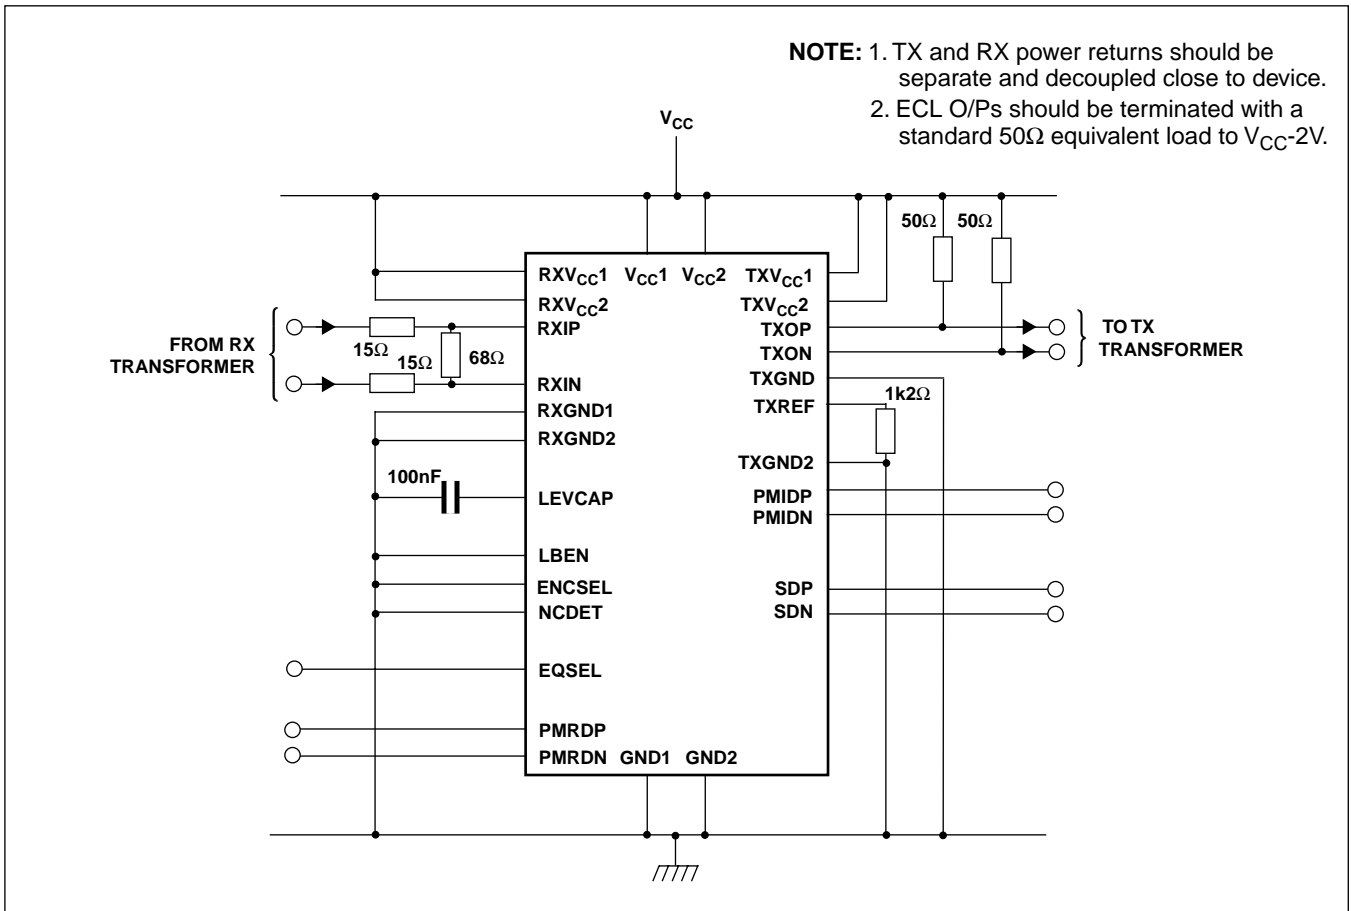 NOTE: 1. TX and RX power returns should be
separate and decoupled close to device.
2. ECL O/Ps should be terminated with a
standard 50Ω equivalent load to VCC-2V.
VCC
50Ω 50Ω
RXVCC1 VCC1 VCC2 TXVCC1
RXVCC2 TXVCC2
RXIP TXOP
FROM RX
TRANSFORMER
15Ω
15Ω
68Ω
TXON
TO TX
TRANSFORMER
RXIN TXGND
RXGND1 TXREF
1k2Ω
RXGND2
TXGND2
100nF
LEVCAP PMIDP
PMIDN
LBEN
ENCSEL SDP
NCDET SDN
EQSEL
PMRDP
PMRDN GND1 GND2